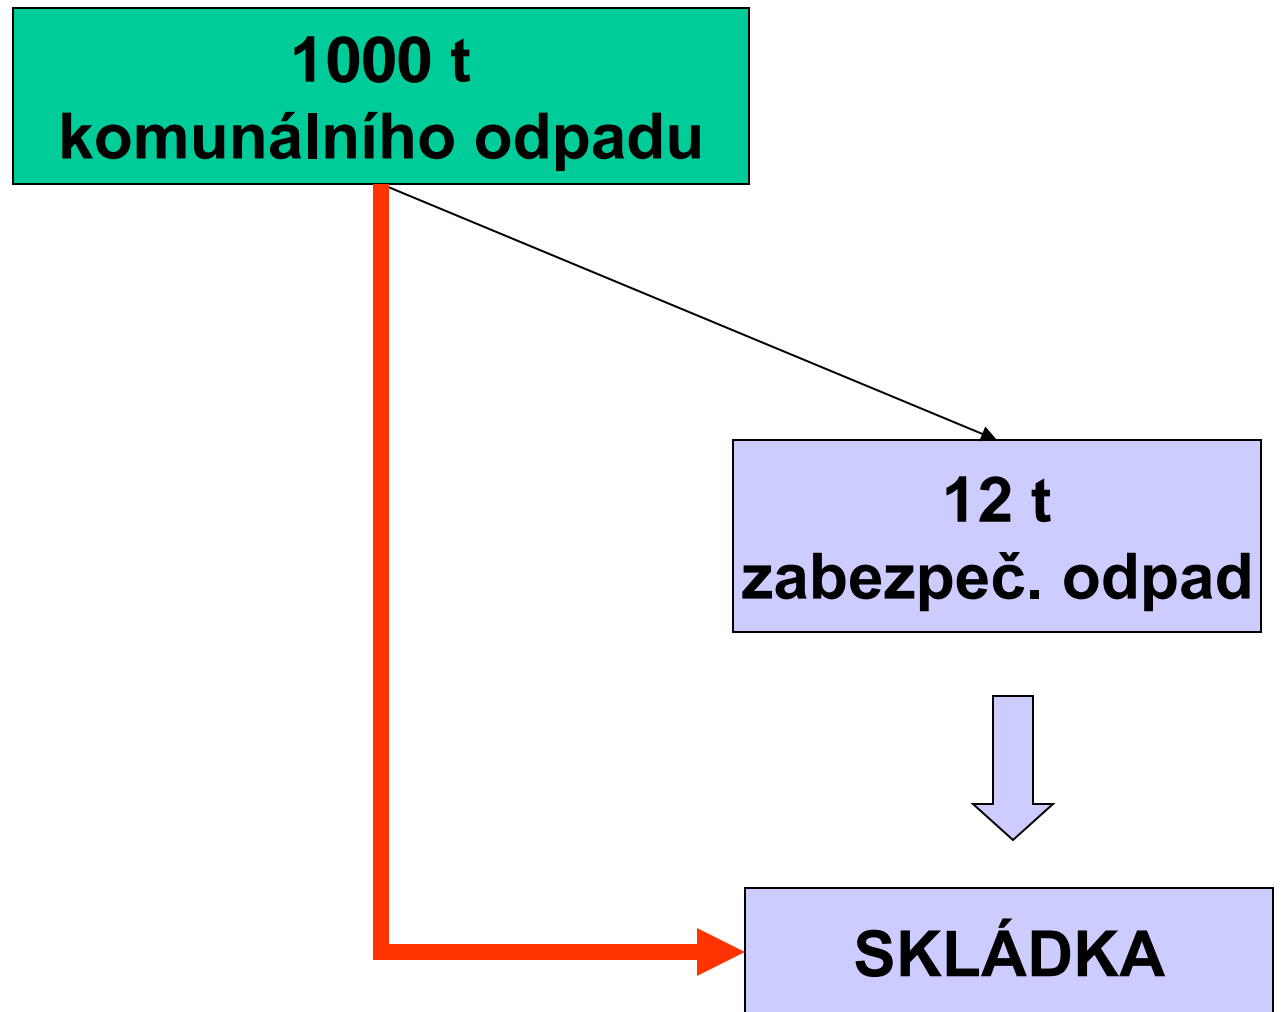 1000 t
komunálního odpadu
12 t
zabezpeč. odpad
SKLÁDKA